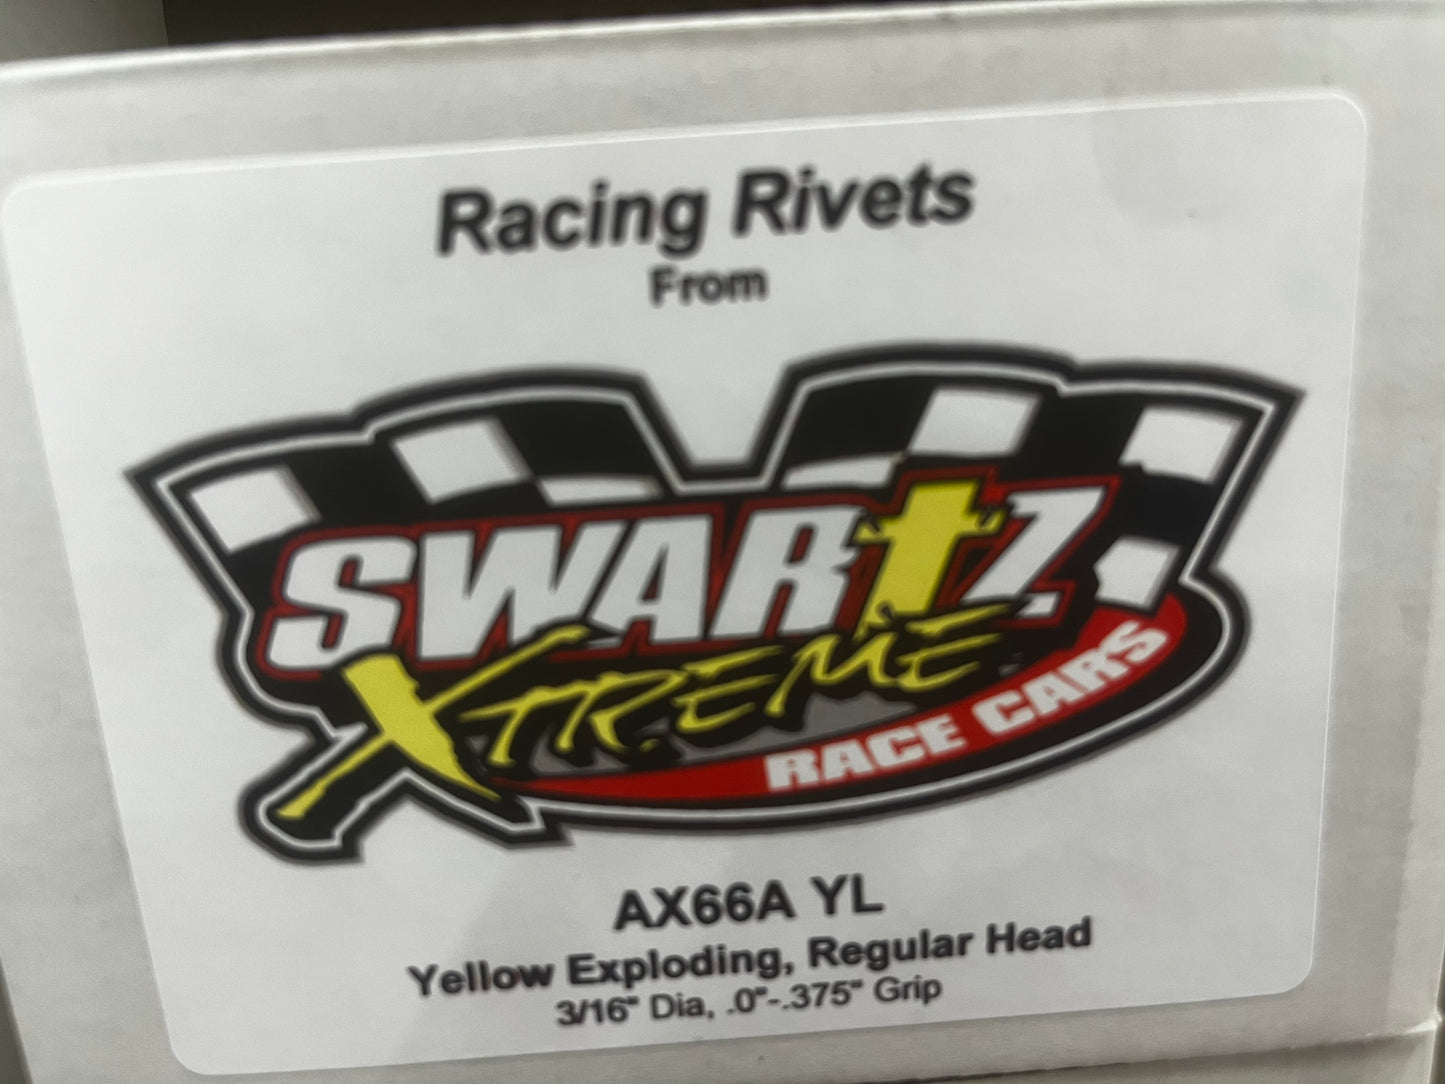 Racing Rivets
From
SWARtZ
XTREME
RACE CARS
AX66A YL
Yellow Exploding, Regular Head
3/16" Dia, .0"-.375" Grip